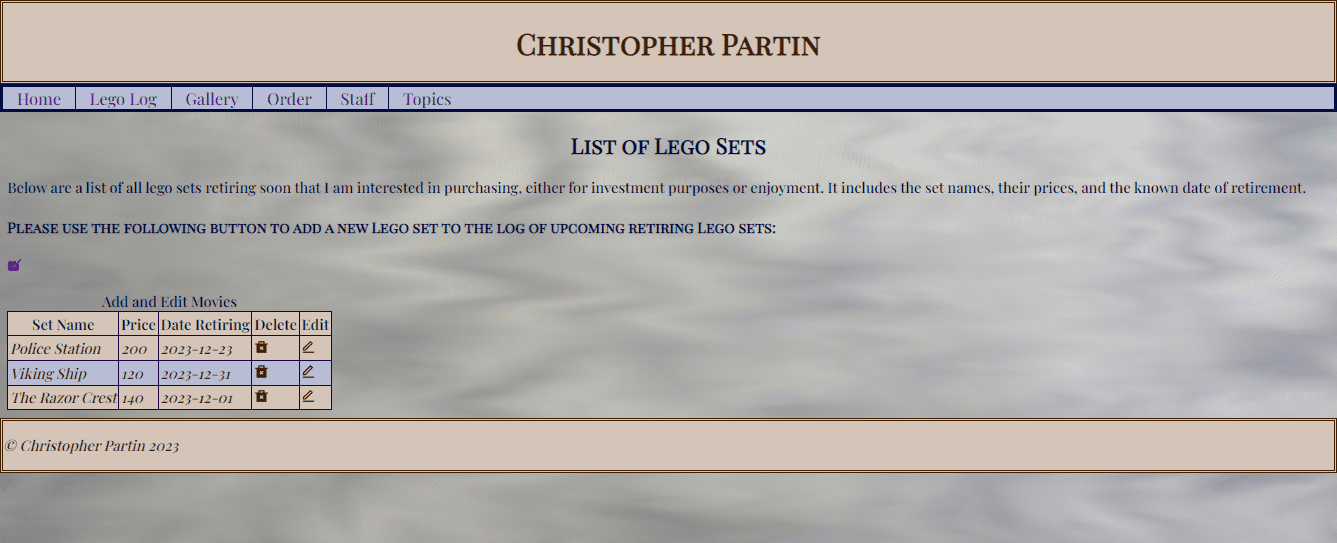 Christopher Partin
Home Lego Log Gallery Order Staff Topics
List of Lego Sets
Below are a list of all lego sets retiring soon that I am interested in purchasing, either for investment purposes or enjoyment. It includes the set names, their prices, and the known date of retirement.
Please use the following button to add a new Lego set to the log of upcoming retiring Lego sets:
Add and Edit Movies
Set Name Price Date Retiring Delete Edit
Police Station 200 2023-12-23
Viking Ship 120 2023-12-31
The Razor Crest 140 2023-12-01
© Christopher Partin 2023